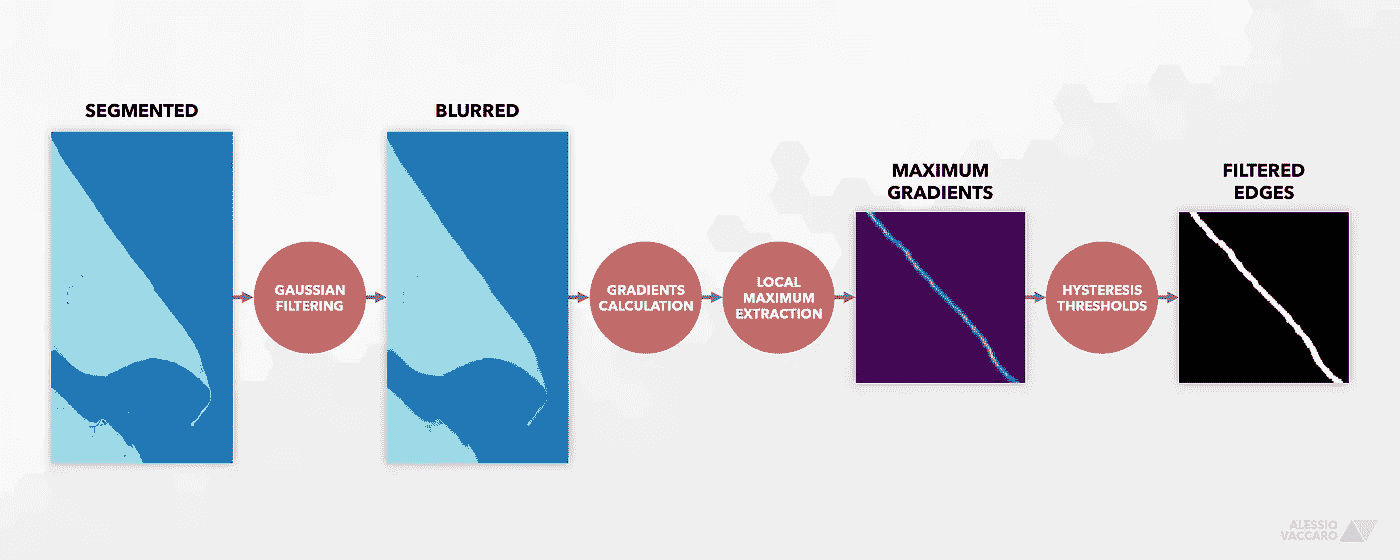 SEGMENTED
BLURRED
MAXIMUM
GRADIENTS
FILTERED
EDGES
GAUSSIAN
FILTERING
GRADIENTS
CALCULATION
LOCAL
MAXIMUM
EXTRACTION
HYSTERESIS
THRESHOLDS
ALESSIO
VACCARO